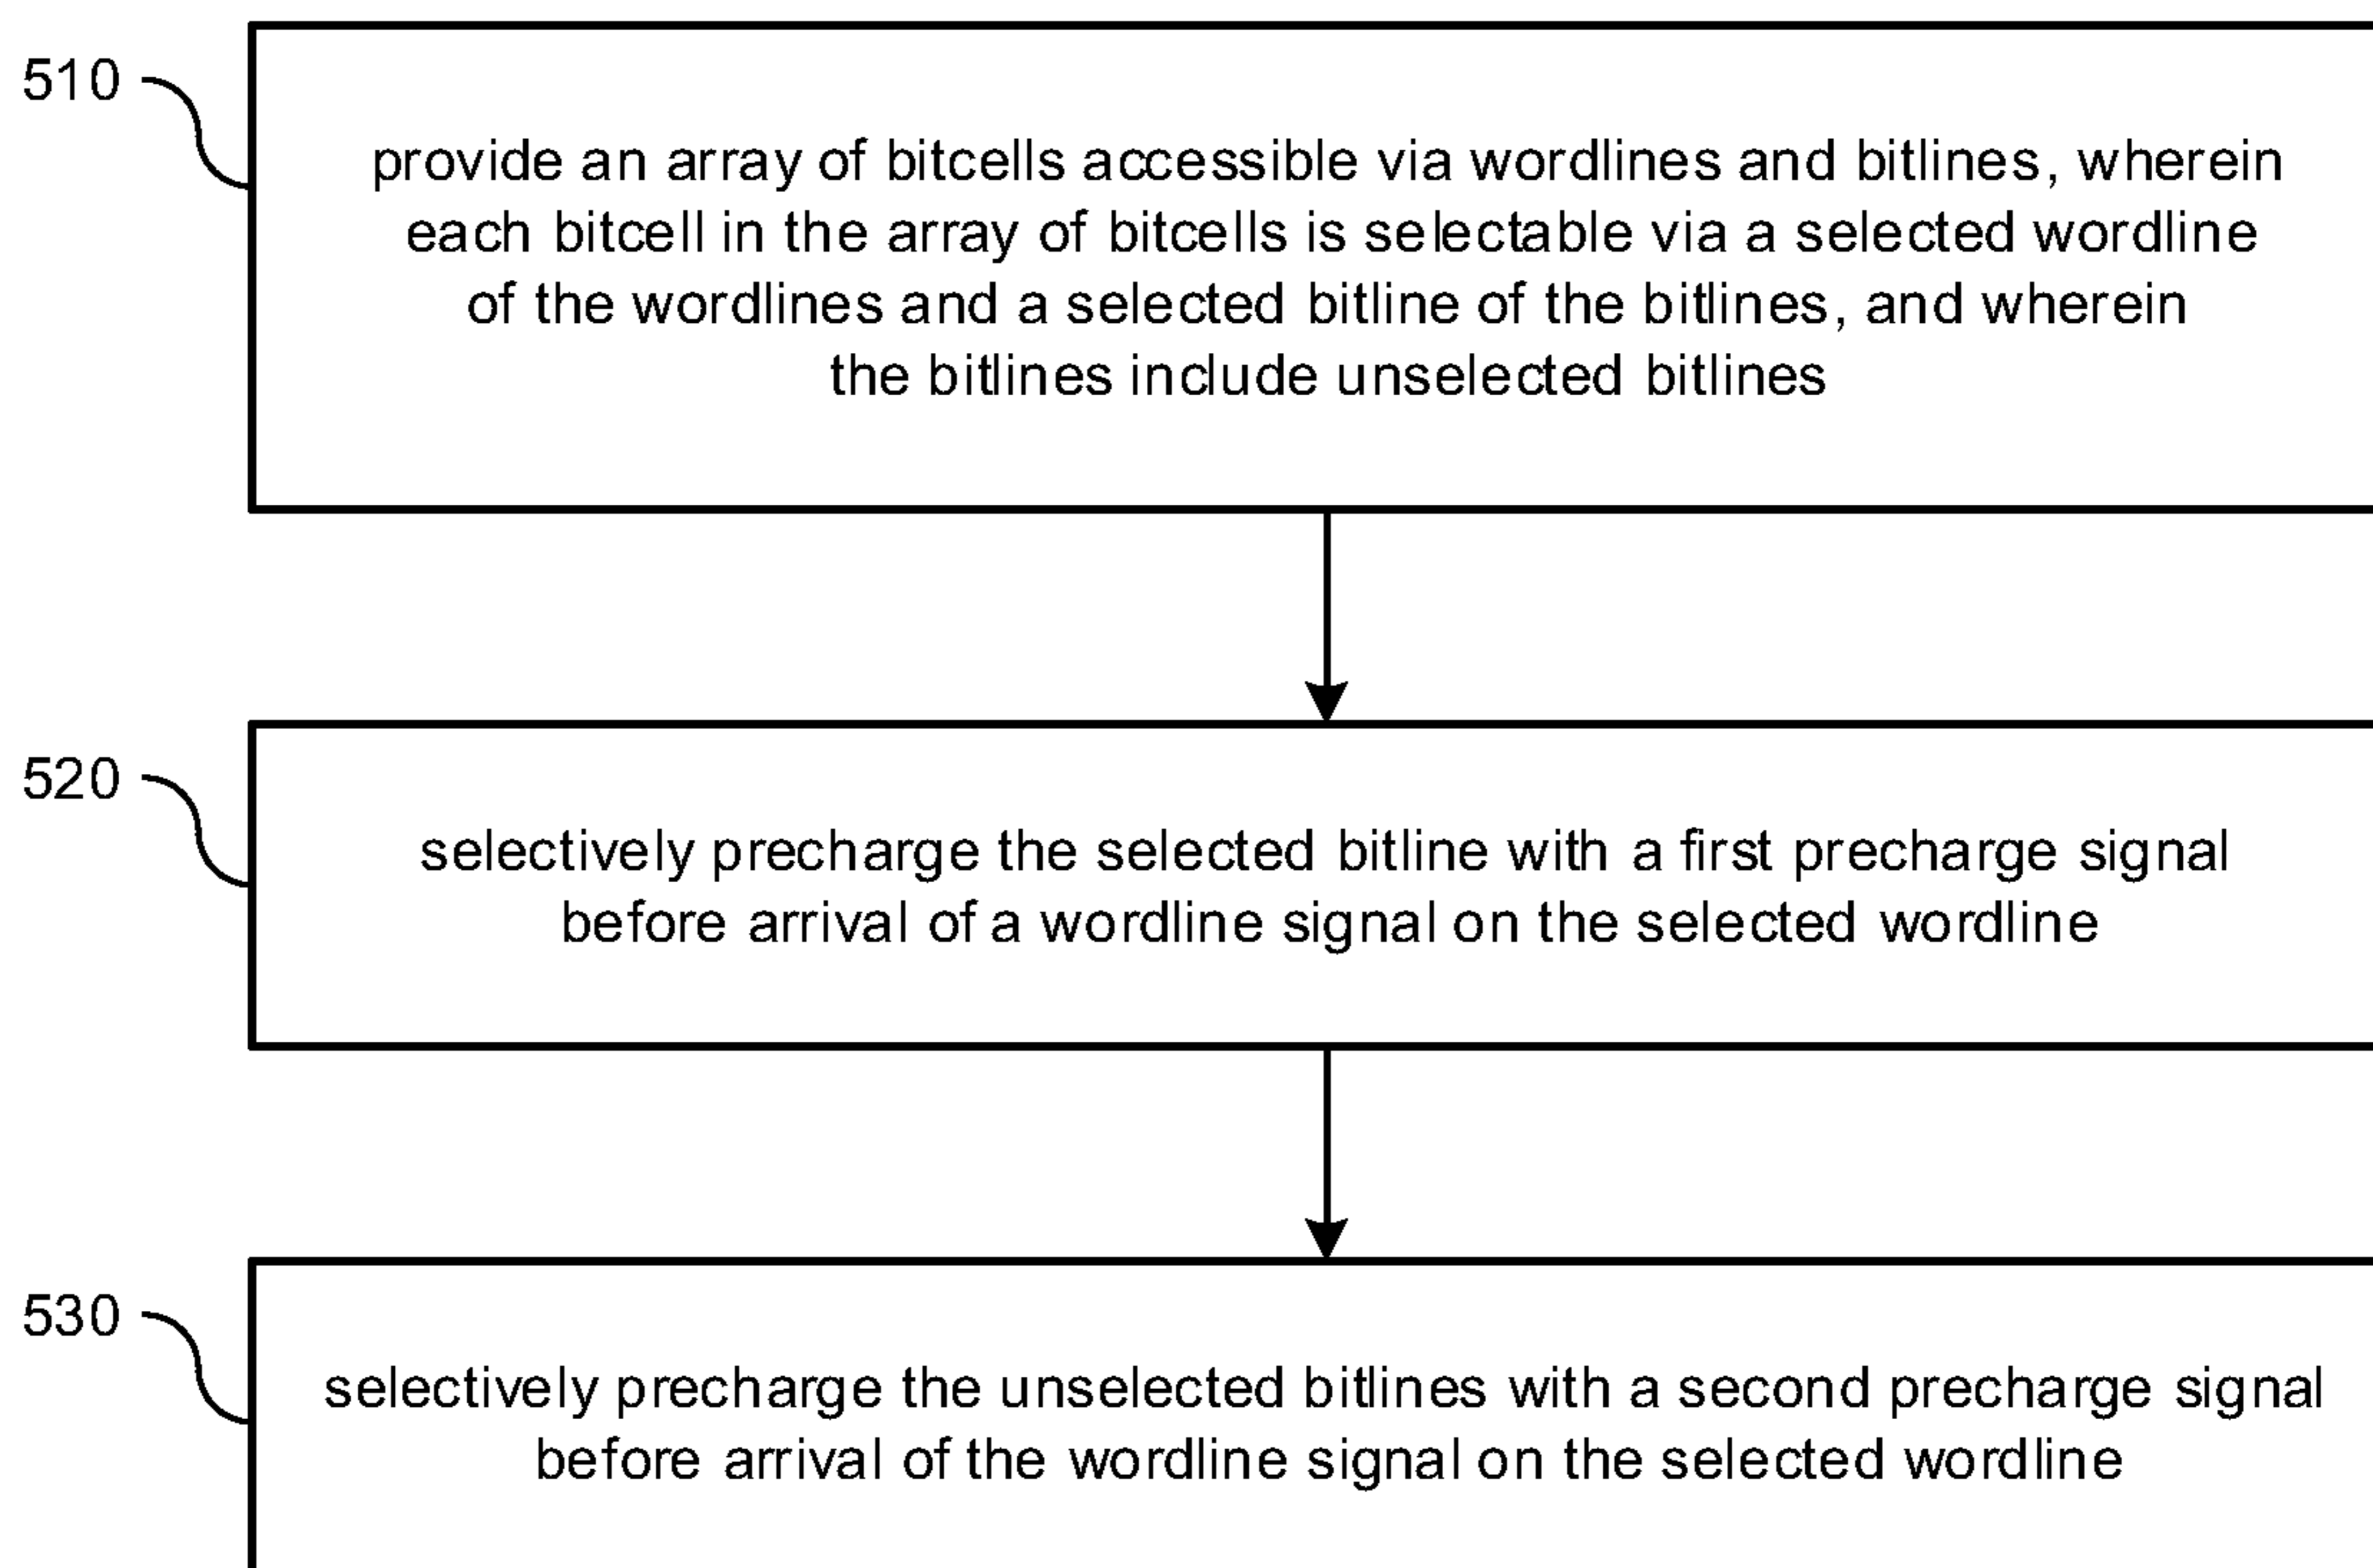 510
provide an array of bitcells accessible via wordlines and bitlines, wherein
each bitcell in the array of bitcells is selectable via a selected wordline
of the wordlines and a selected bitline of the bitlines, and wherein
the bitlines include unselected bitlines
520
selectively precharge the selected bitline with a first precharge signal
before arrival of a wordline signal on the selected wordline
530
selectively precharge the unselected bitlines with a second precharge signal
before arrival of the wordline signal on the selected wordline